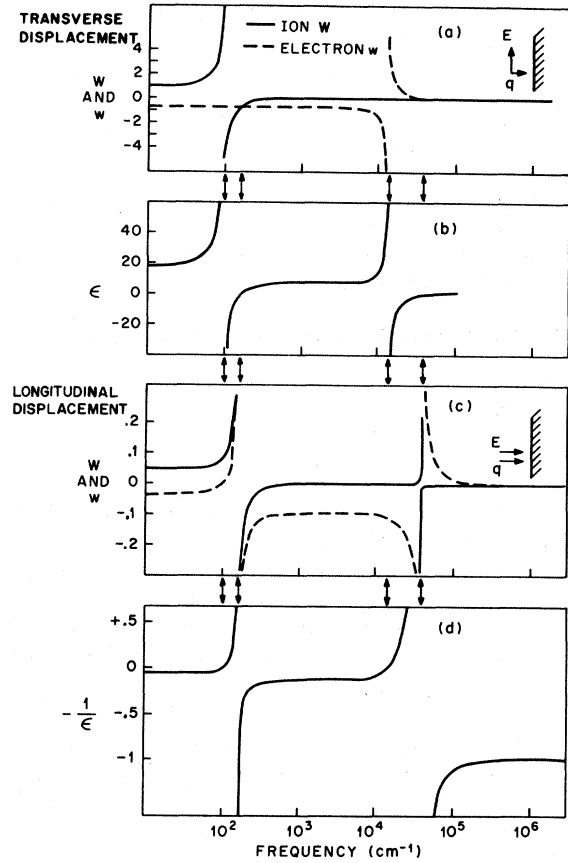 TRANSVERSE
DISPLACEMENT
ION W
ELECTRON w
(a)
E
q
4
2
0
-2
-4
W
AND
w
(b)
40
20
0
-20
ϵ
LONGITUDINAL
DISPLACEMENT
(c)
E
q
.2
.1
0
-.1
-.2
W
AND
w
(d)
+.5
0
-.5
-1
- 1/ϵ
10² 10³ 10⁴ 10⁵ 10⁶
FREQUENCY (cm⁻¹)